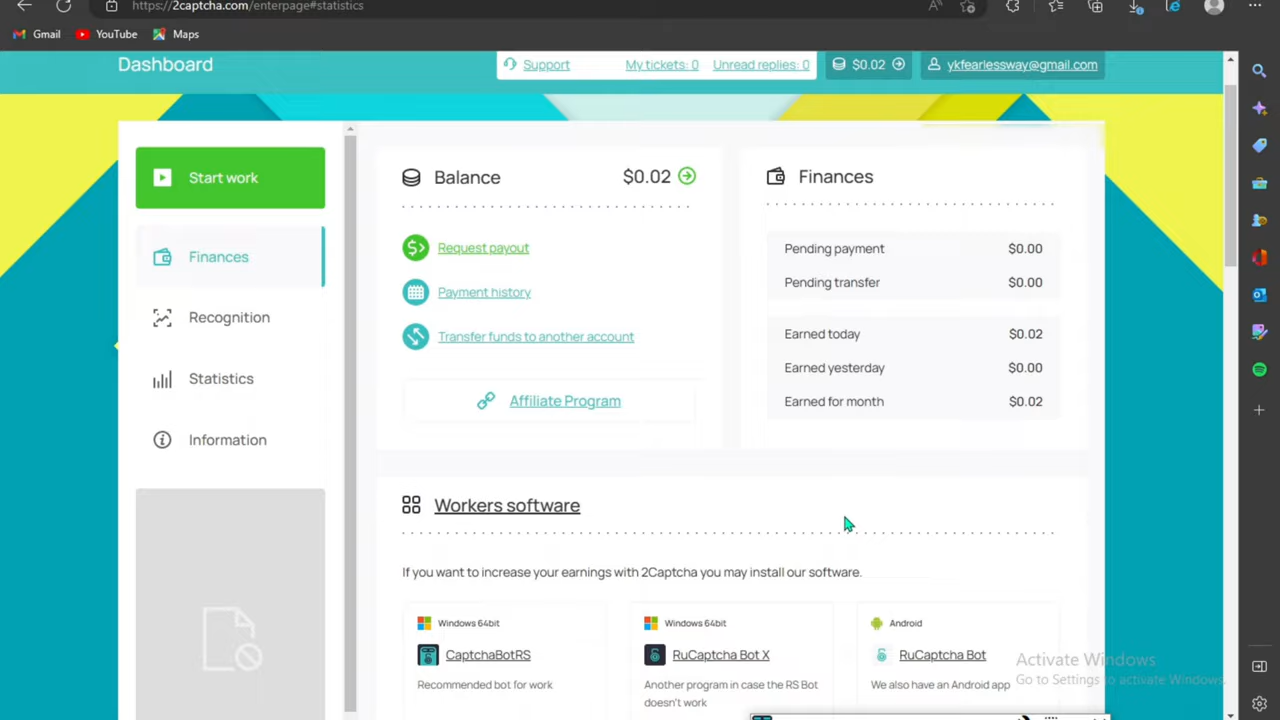 https://2captcha.com/enterpage#statistics
Gmail YouTube Maps
Dashboard
Support My tickets: 0 Unread replies: 0 $0.02 ykfearlessway@gmail.com
Start work
Finances
Recognition
Statistics
Information
Balance $0.02
Request payout
Payment history
Transfer funds to another account
Affiliate Program
Finances
Pending payment $0.00
Pending transfer $0.00
Earned today $0.02
Earned yesterday $0.00
Earned for month $0.02
Workers software
If you want to increase your earnings with 2Captcha you may install our software.
Windows 64bit
CaptchaBotRS
Recommended bot for work
Windows 64bit
RuCaptcha Bot X
Another program in case the RS Bot
doesn't work
Android
RuCaptcha Bot
We also have an Android app
Activate Windows
Go to Settings to activate Windows.